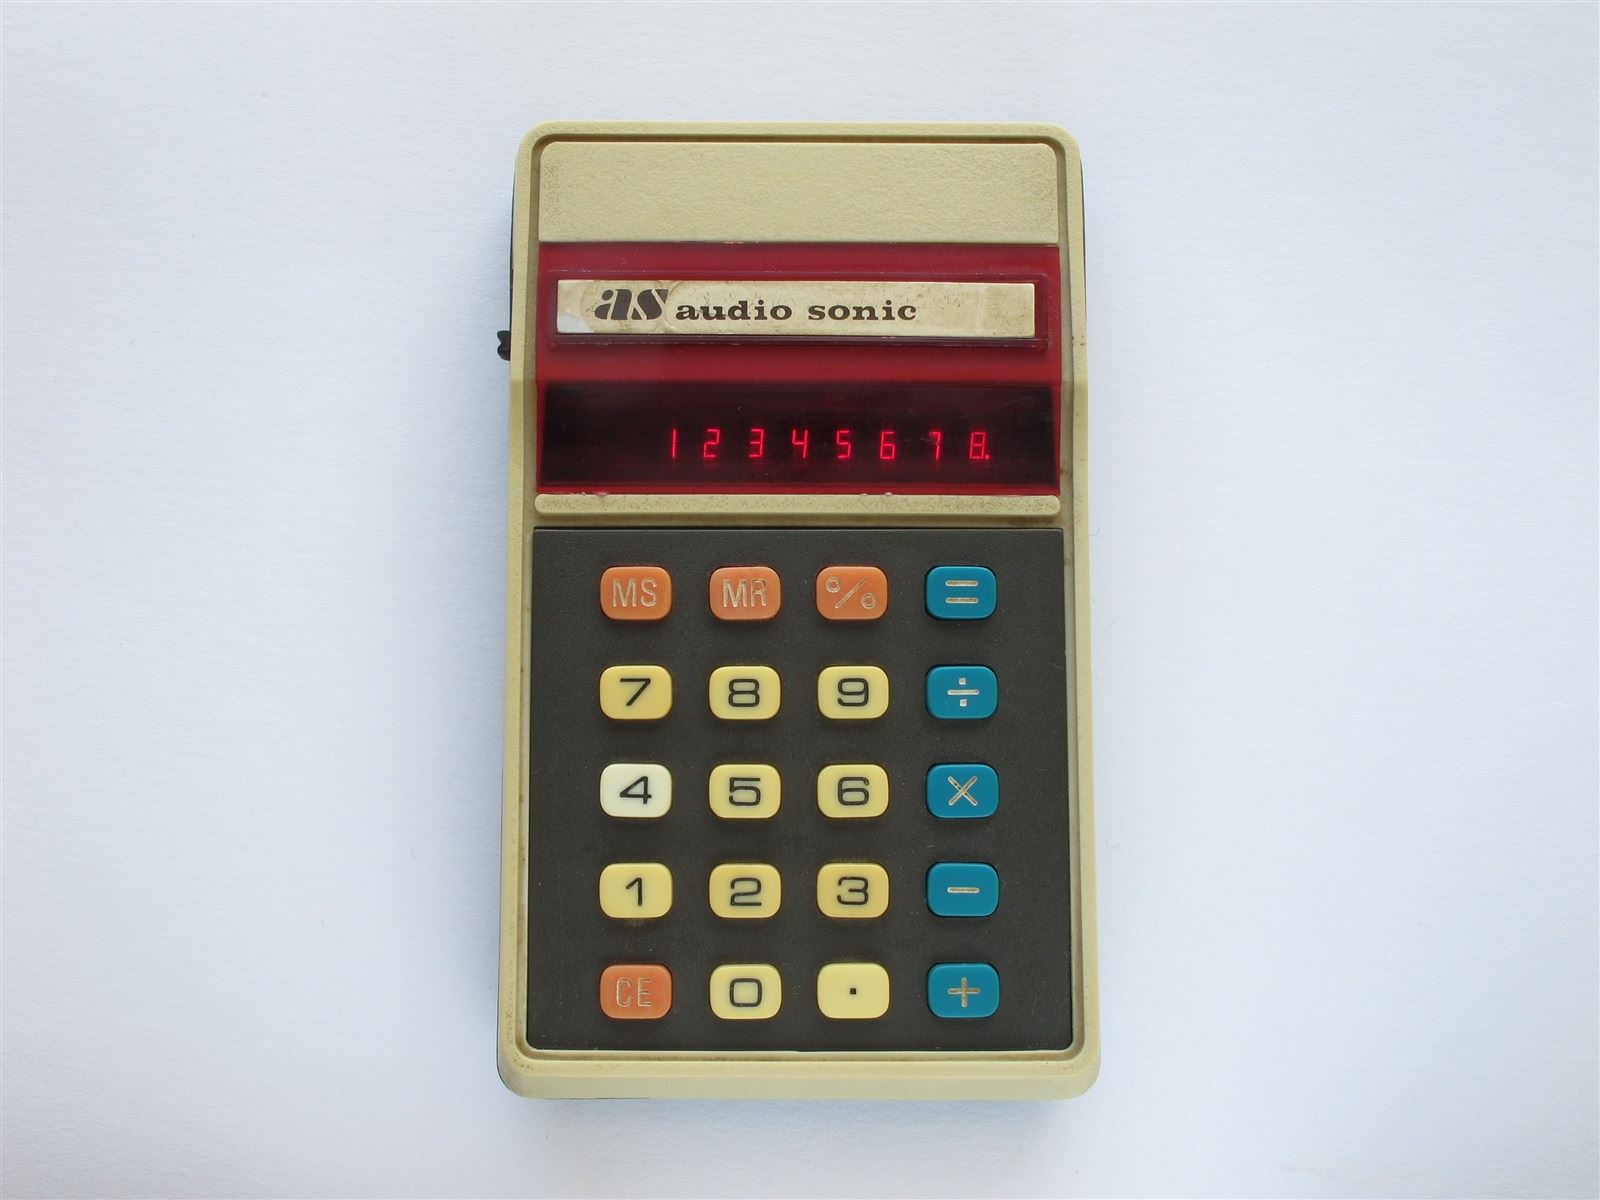 as audio sonic
12345678.
MS MR % =
7 8 9 ÷
4 5 6 ×
1 2 3 −
CE 0 . +